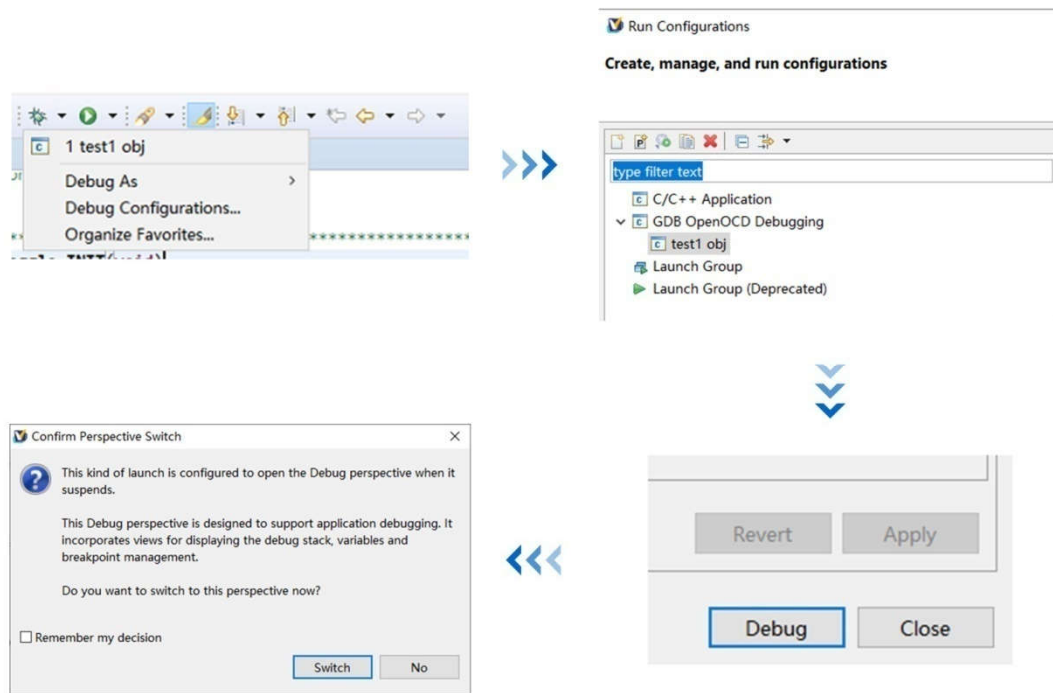 1 test1 obj
Debug As
Debug Configurations...
Organize Favorites...
Run Configurations
Create, manage, and run configurations
type filter text
C/C++ Application
GDB OpenOCD Debugging
test1 obj
Launch Group
Launch Group (Deprecated)
Revert Apply
Debug Close
Confirm Perspective Switch
This kind of launch is configured to open the Debug perspective when it
suspends.
This Debug perspective is designed to support application debugging. It
incorporates views for displaying the debug stack, variables and
breakpoint management.
Do you want to switch to this perspective now?
Remember my decision
Switch No